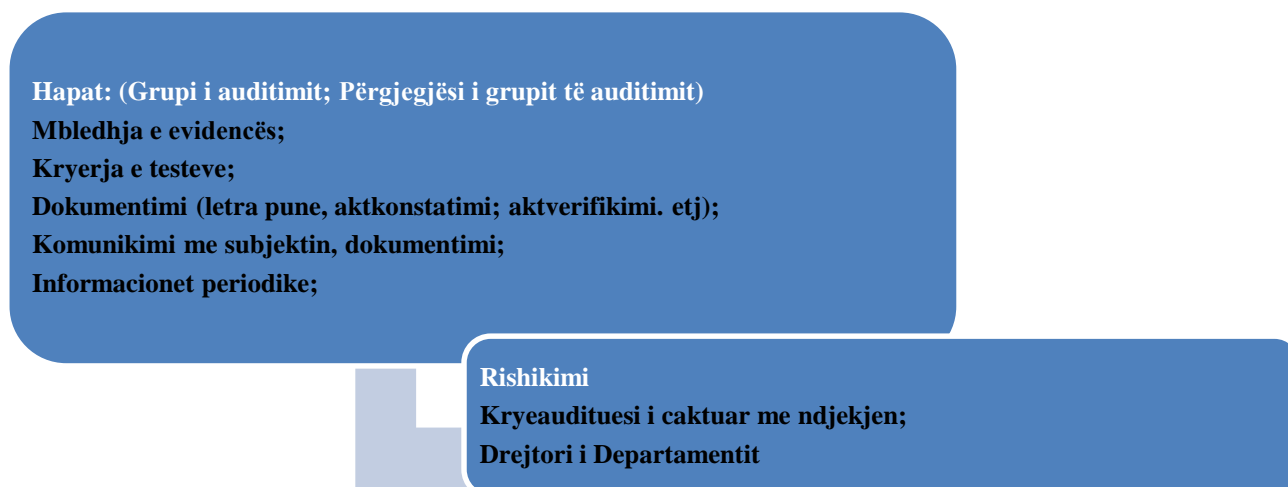 Hapat: (Grupi i auditimit; Përgjegjësi i grupit të auditimit)
Mbledhja e evidencës;
Kryerja e testeve;
Dokumentimi (letra pune, aktkonstatimi; aktverifikimi. etj);
Komunikimi me subjektin, dokumentimi;
Informacionet periodike;
Rishikimi
Kryeaudituesi i caktuar me ndjekjen;
Drejtori i Departamentit